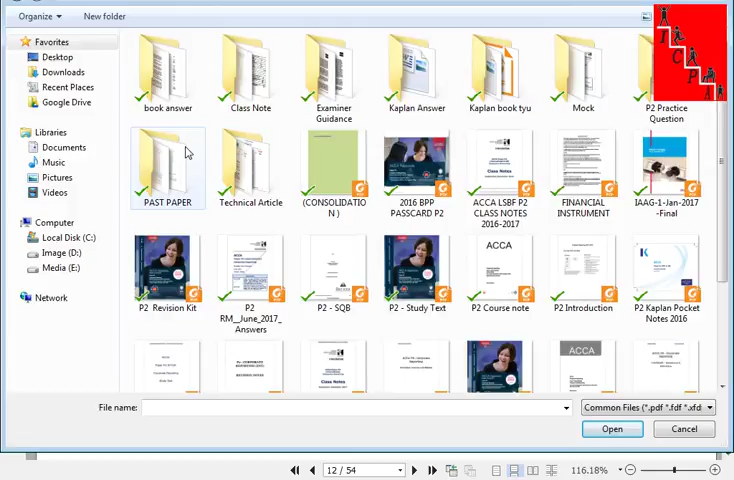 Organize
New folder
Favorites
Desktop
Downloads
Recent Places
Google Drive
Libraries
Documents
Music
Pictures
Videos
Computer
Local Disk (C:)
Image (D:)
Media (E:)
Network
book answer
Class Note
Examiner
Guidance
Kaplan Answer
Kaplan book tyu
Mock
P2 Practice
Question
I
C
P
A
PAST PAPER
Technical Article
(CONSOLIDATIO
N )
2016 BPP
PASSCARD P2
ACCA LSBF P2
CLASS NOTES
2016-2017
FINANCIAL
INSTRUMENT
IAAG-1-Jan-2017
-Final
P2 Revision Kit
P2
RM__June_2017_
Answers
P2 - SQB
P2 - Study Text
ACCA
P2 Course note
P2 Introduction
P2 Kaplan Pocket
Notes 2016
Class Notes
ACCA
File name:
Common Files (*.pdf *.fdf *.xfd
Open
Cancel
12 / 54
116.18%